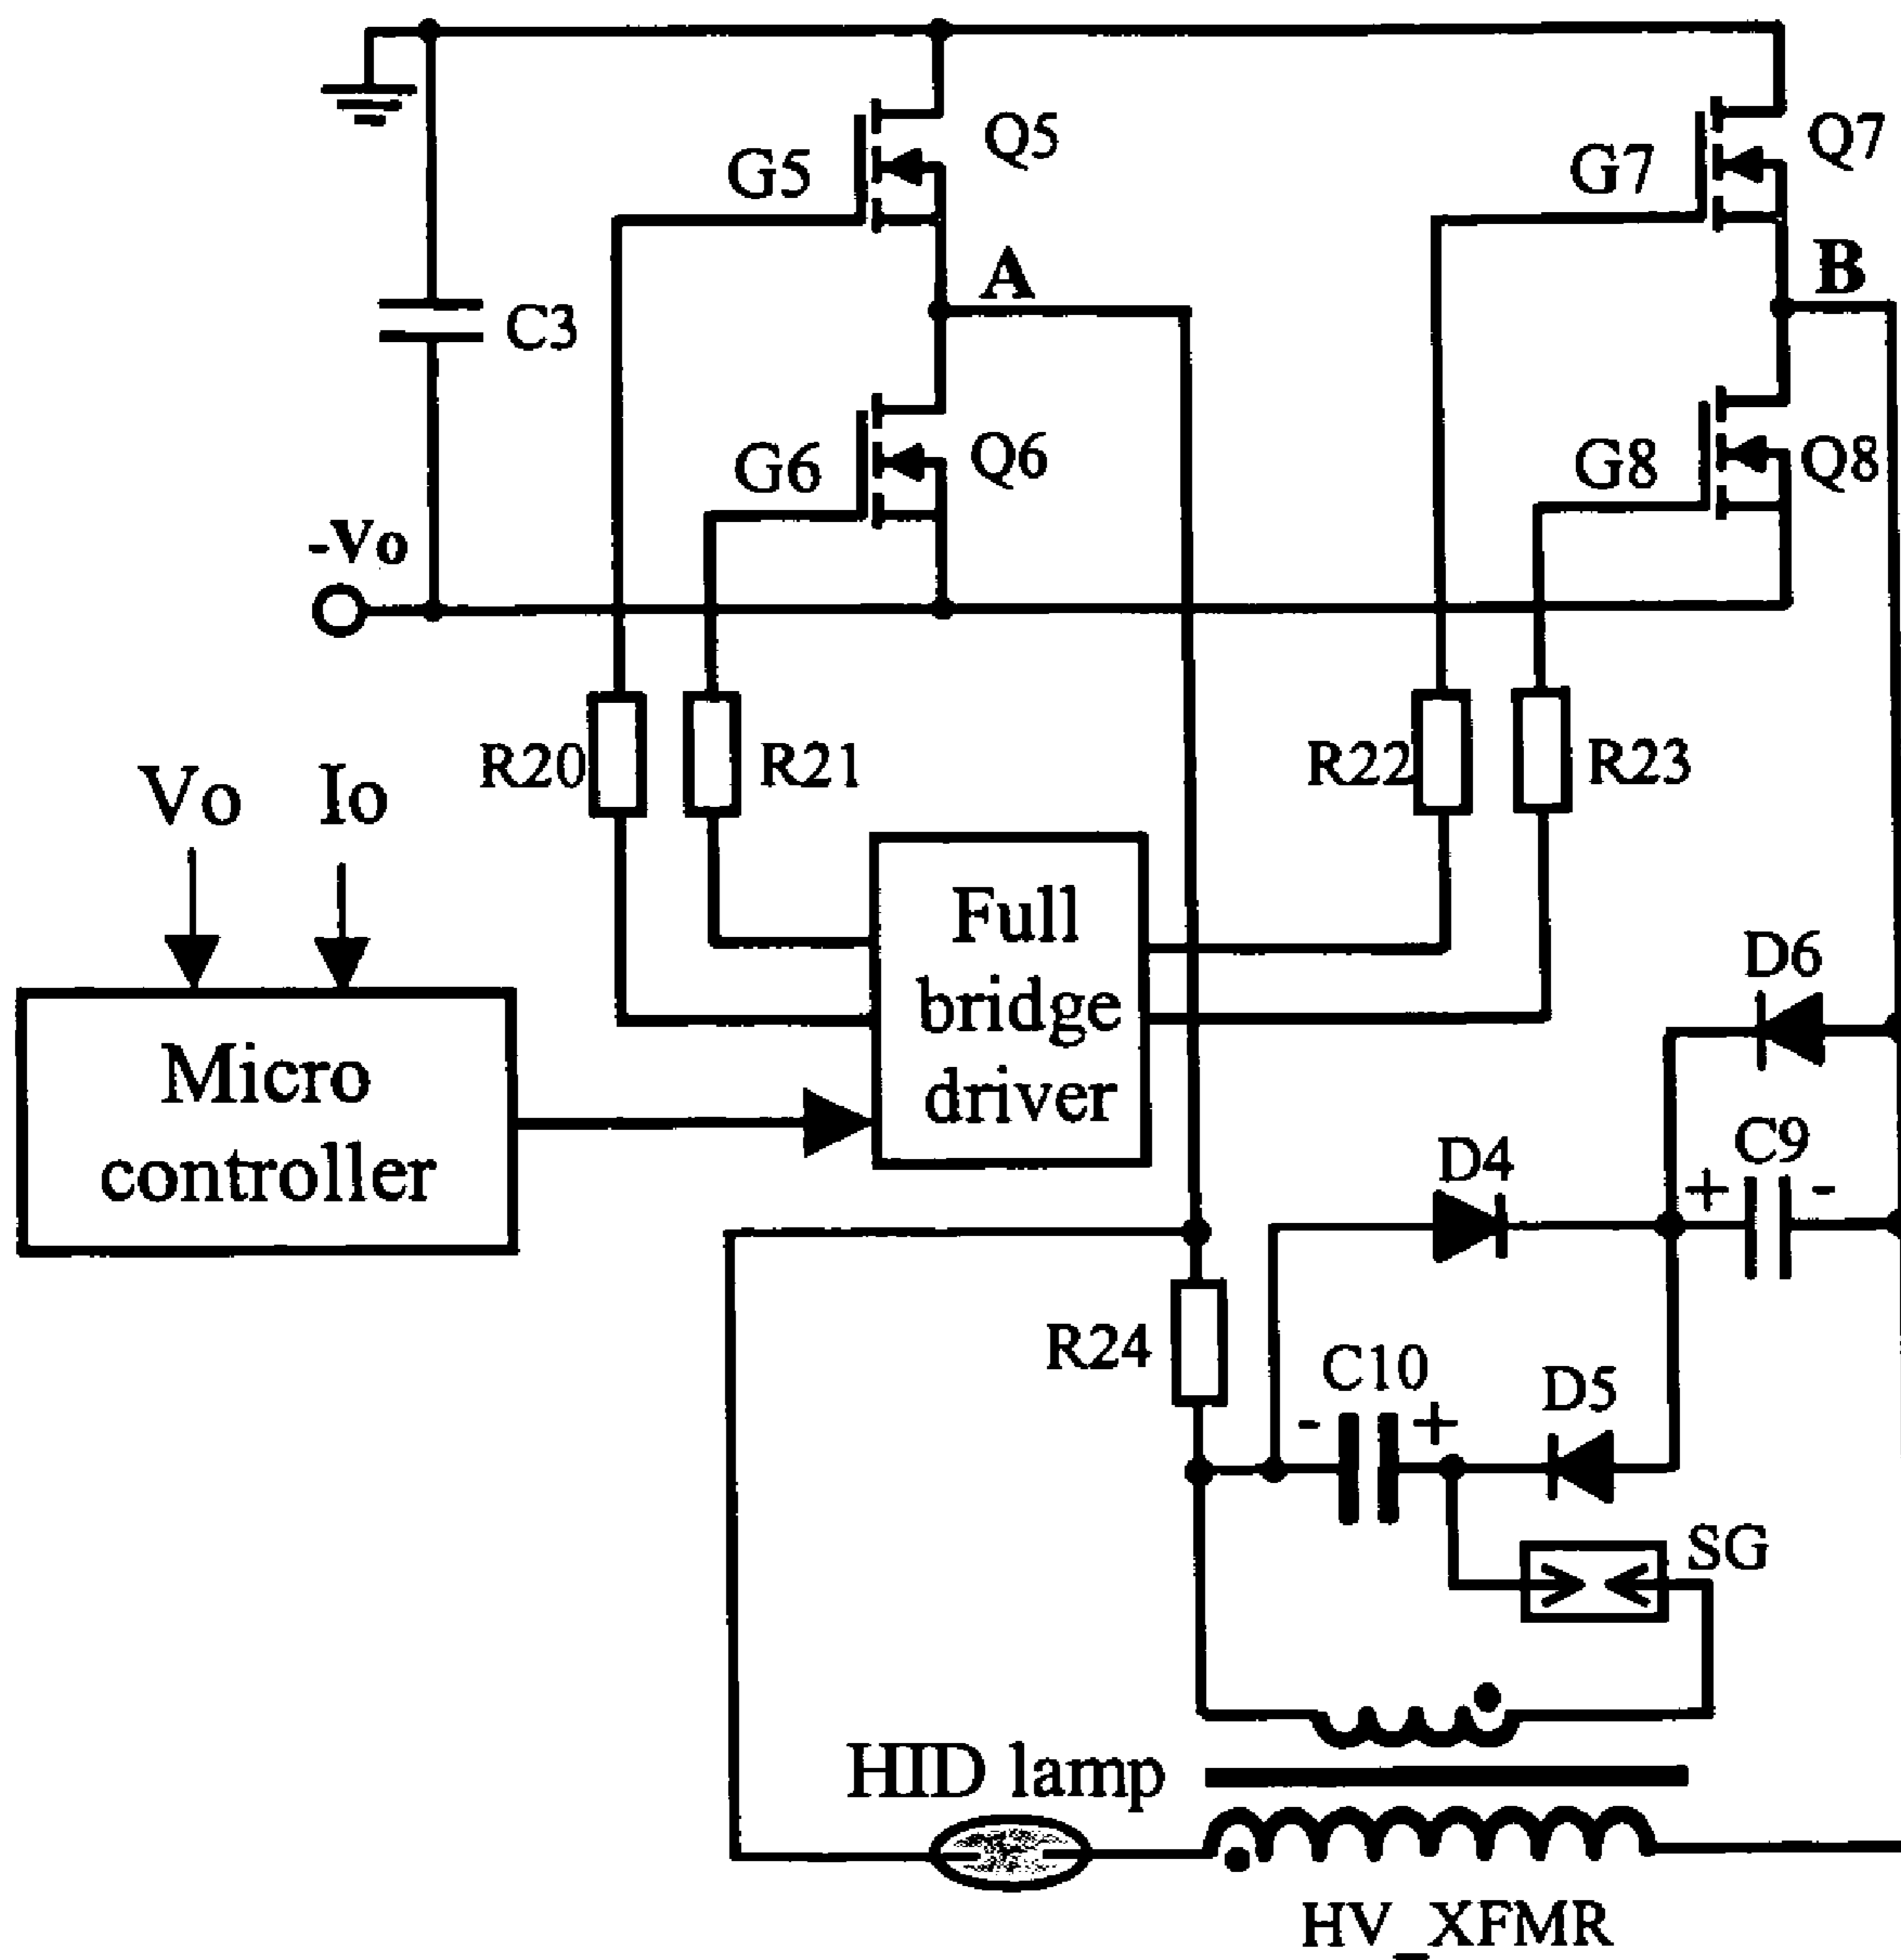 Q5
Q7
G5
G7
A
B
C3
G6
Q6
G8
Q8
-Vo
R20
R21
R22
R23
Vo
Io
Full
bridge
driver
D6
Micro
controller
D4
C9
+
-
R24
C10
-
+
D5
SG
HID lamp
HV_XFMR